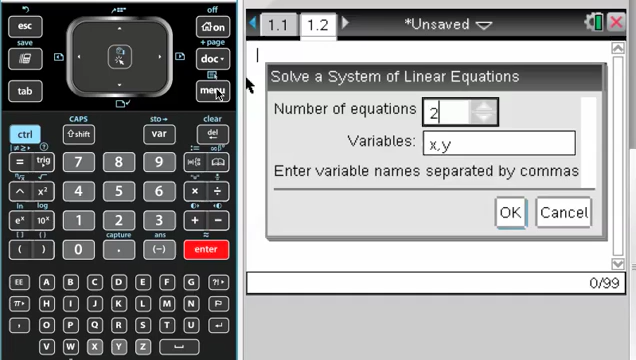 off
esc
on
save
+ page
doc
tab
menu
CAPS
sto→
clear
ctrl
shift
var
del
=
trig
7
8
9
^
x²
4
5
6
×
÷
ln
log
eˣ
10ˣ
1
2
3
+
−
capture
ans
≈
(
)
0
.
(−)
enter
EE
A
B
C
D
E
F
G
?!
π
H
I
J
K
L
M
N
,
O
P
Q
R
S
T
U
V
W
X
Y
Z
1.1
1.2
*Unsaved
Solve a System of Linear Equations
Number of equations 2
Variables: x,y
Enter variable names separated by commas
OK
Cancel
0/99